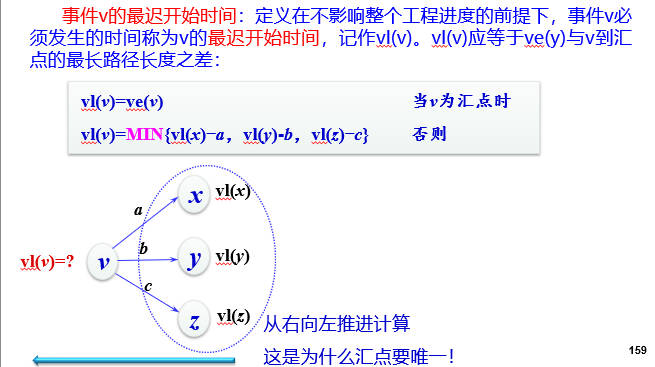 事件v的最迟开始时间：定义在不影响整个工程进度的前提下，事件v必
须发生的时间称为v的最迟开始时间，记作vl(v)。vl(v)应等于ve(y)与v到汇
点的最长路径长度之差：
vl(v)=ve(v) 当v为汇点时
vl(v)=MIN{vl(x)-a，vl(y)-b，vl(z)-c} 否则
x vl(x)
a
vl(v)=? v b y vl(y)
c
z vl(z)
从右向左推进计算
这是为什么汇点要唯一！
159